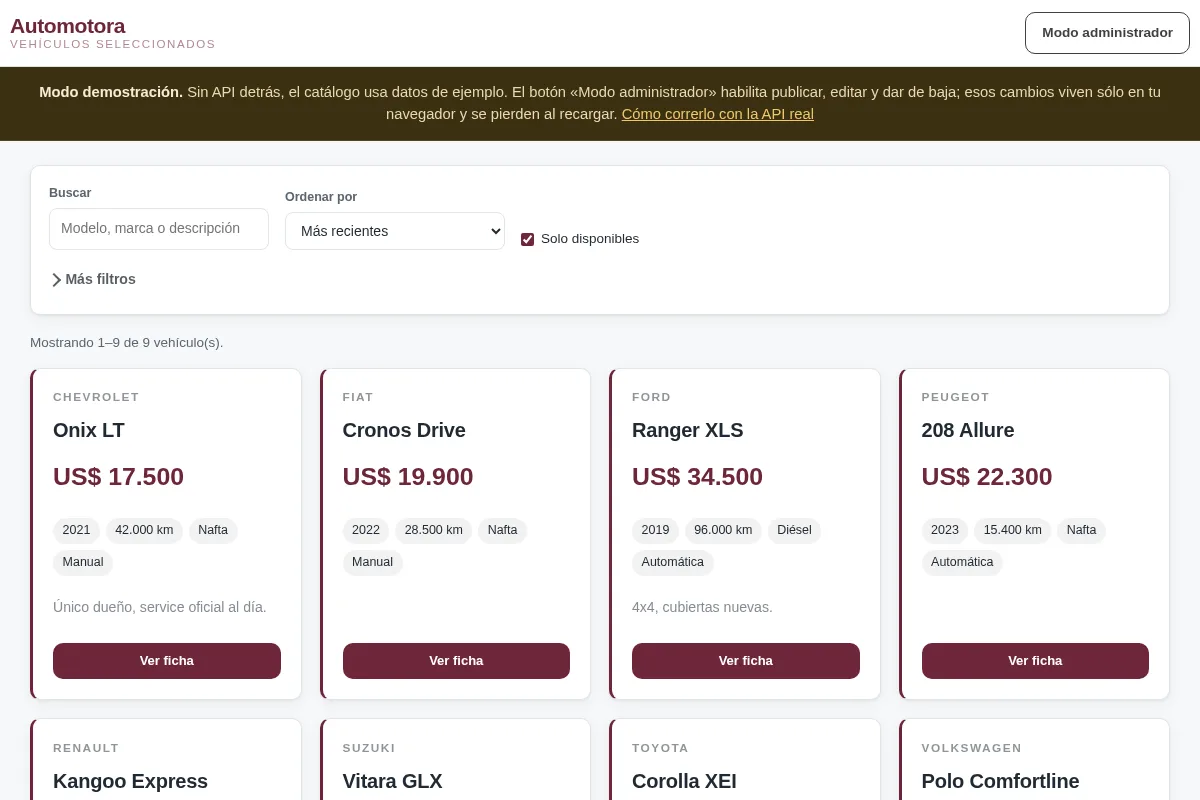 Automotora
VEHÍCULOS SELECCIONADOS
Modo administrador
Modo demostración. Sin API detrás, el catálogo usa datos de ejemplo. El botón «Modo administrador» habilita publicar, editar y dar de baja; esos cambios viven sólo en tu
navegador y se pierden al recargar. Cómo correrlo con la API real
Buscar
Modelo, marca o descripción
Ordenar por
Más recientes
Solo disponibles
Más filtros
Mostrando 1–9 de 9 vehículo(s).
CHEVROLET
Onix LT
US$ 17.500
2021 42.000 km Nafta
Manual
Único dueño, service oficial al día.
Ver ficha
FIAT
Cronos Drive
US$ 19.900
2022 28.500 km Nafta
Manual
Ver ficha
FORD
Ranger XLS
US$ 34.500
2019 96.000 km Diésel
Automática
4x4, cubiertas nuevas.
Ver ficha
PEUGEOT
208 Allure
US$ 22.300
2023 15.400 km Nafta
Automática
Ver ficha
RENAULT
Kangoo Express
SUZUKI
Vitara GLX
TOYOTA
Corolla XEI
VOLKSWAGEN
Polo Comfortline